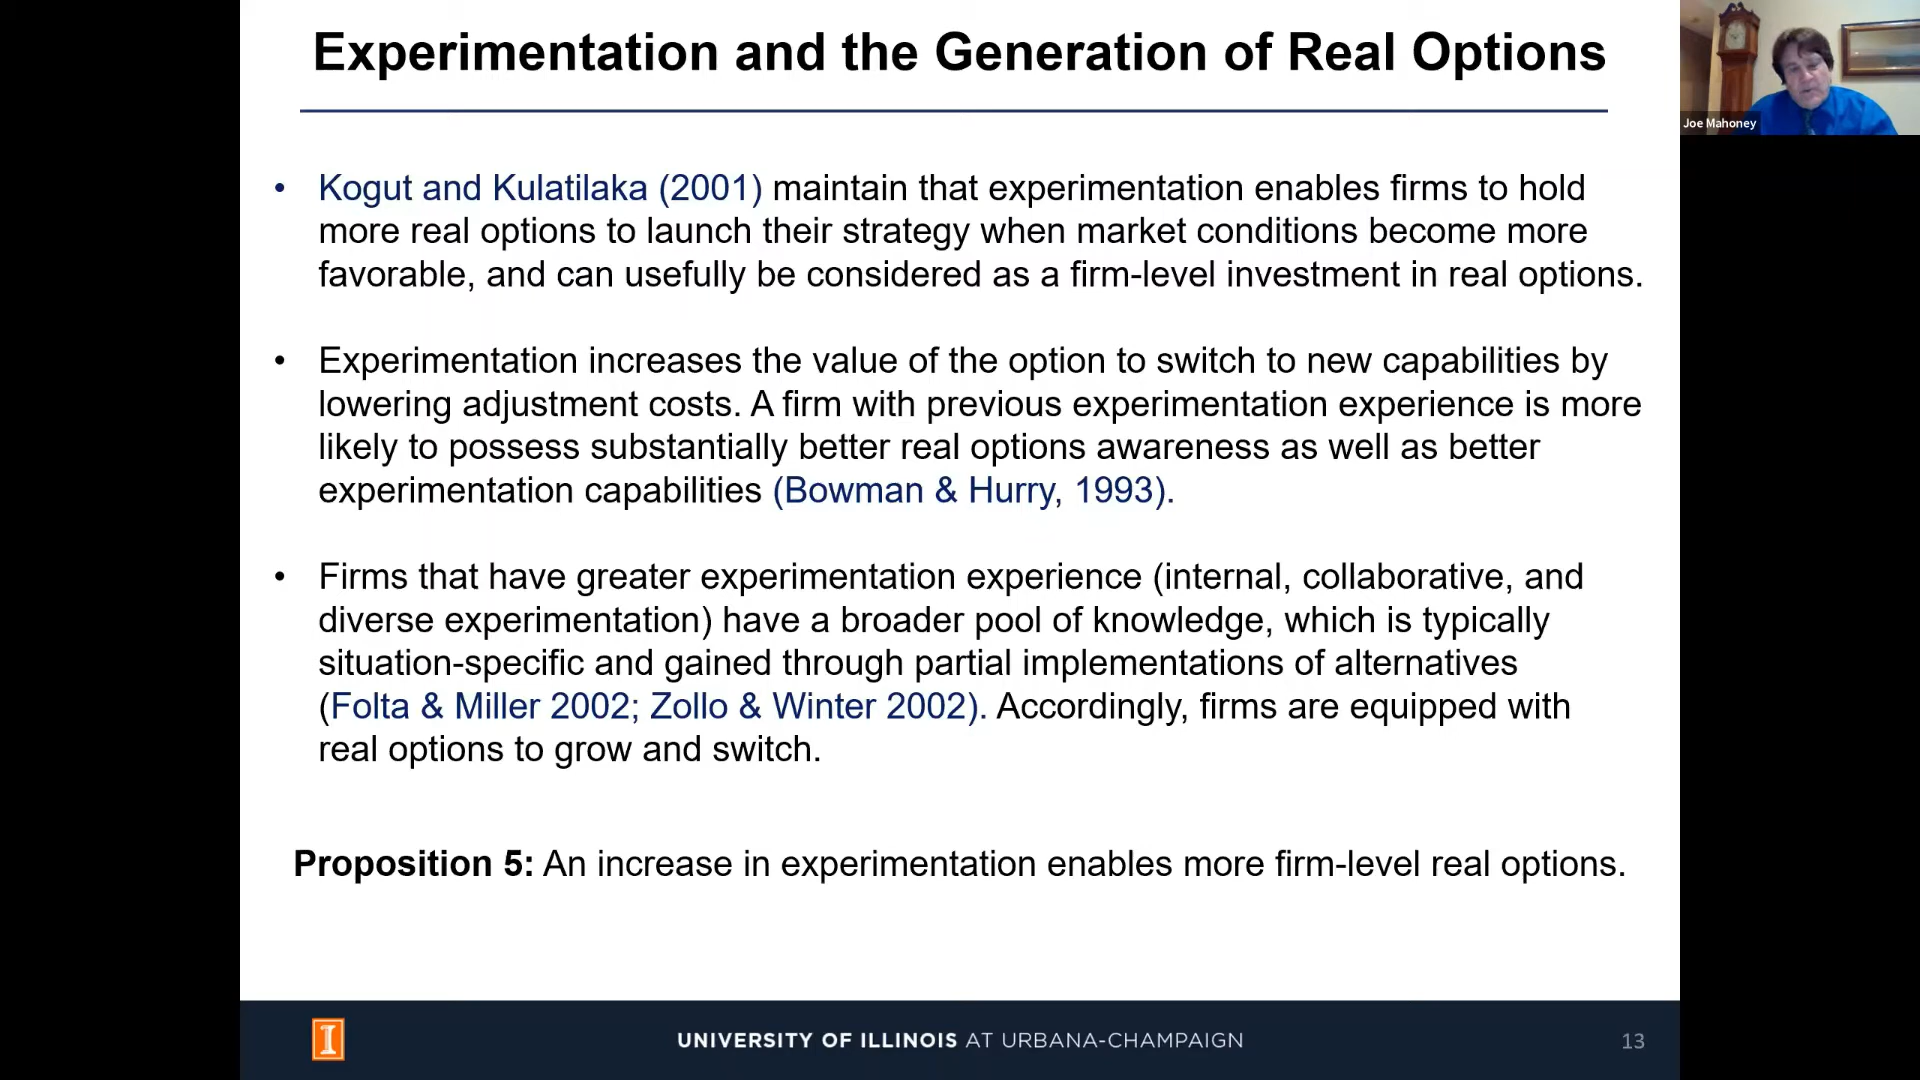 Experimentation and the Generation of Real Options
Joe Mahoney
• Kogut and Kulatilaka (2001) maintain that experimentation enables firms to hold
more real options to launch their strategy when market conditions become more
favorable, and can usefully be considered as a firm-level investment in real options.
• Experimentation increases the value of the option to switch to new capabilities by
lowering adjustment costs. A firm with previous experimentation experience is more
likely to possess substantially better real options awareness as well as better
experimentation capabilities (Bowman & Hurry, 1993).
• Firms that have greater experimentation experience (internal, collaborative, and
diverse experimentation) have a broader pool of knowledge, which is typically
situation-specific and gained through partial implementations of alternatives
(Folta & Miller 2002; Zollo & Winter 2002). Accordingly, firms are equipped with
real options to grow and switch.
Proposition 5: An increase in experimentation enables more firm-level real options.
I
UNIVERSITY OF ILLINOIS AT URBANA-CHAMPAIGN
13